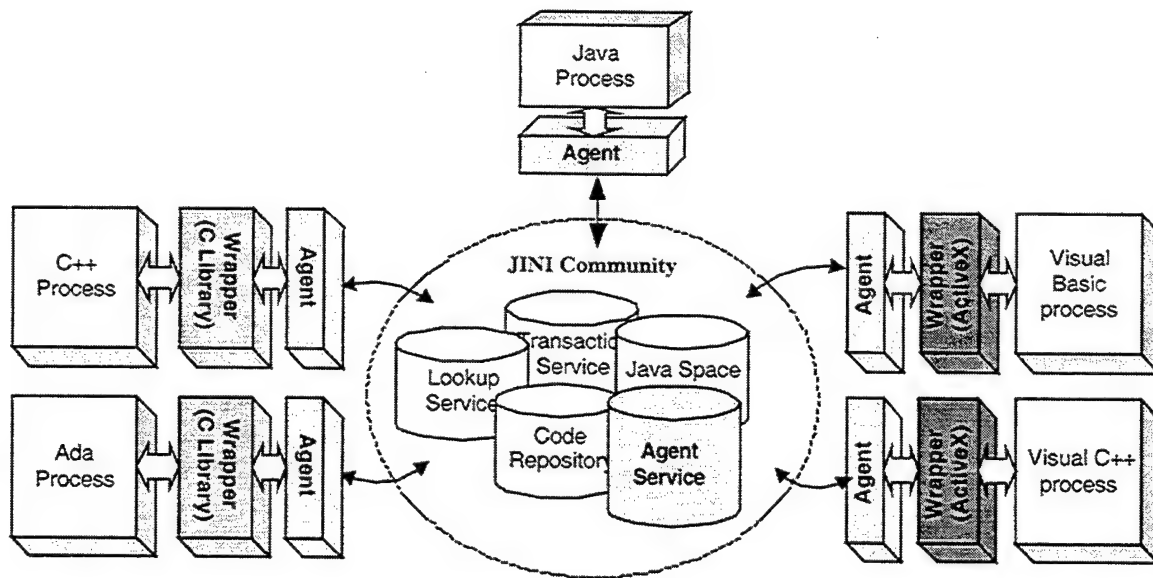 Java
Process
Agent
C++
Process
Wrapper
(C Library)
Agent
JINI Community
Transactio
Service
Lookup
Service
Java Space
Code
Repository
Agent
Service
Agent
Wrapper
(ActiveX)
Visual
Basic
process
Ada
Process
Wrapper
(C Library)
Agent
Agent
Wrapper
(ActiveX)
Visual C++
process